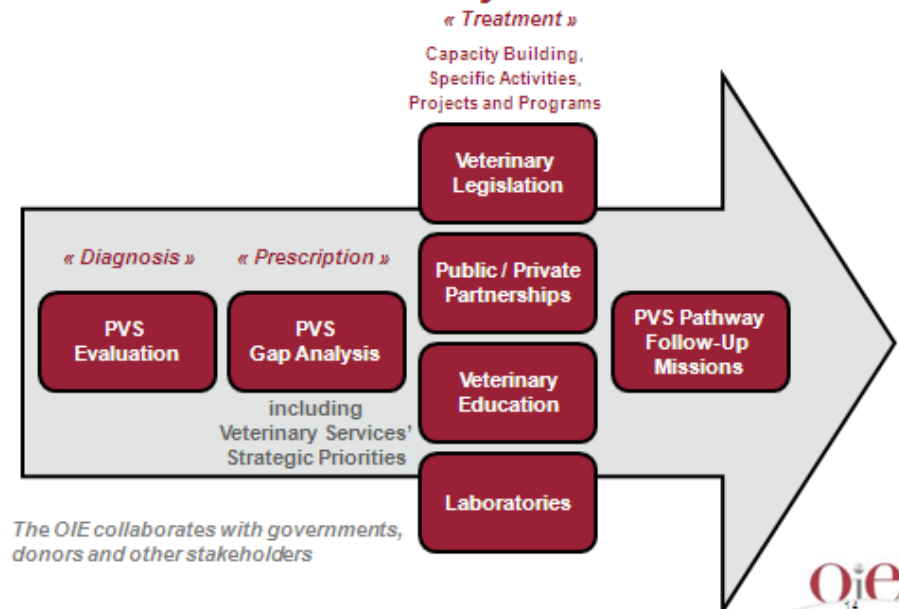 « Treatment »
Capacity Building,
Specific Activities,
Projects and Programs
Veterinary
Legislation
« Diagnosis »
« Prescription »
Public / Private
Partnerships
PVS
Evaluation
PVS
Gap Analysis
PVS Pathway
Follow-Up
Missions
Veterinary
Education
including
Veterinary Services’
Strategic Priorities
Laboratories
The OIE collaborates with governments,
donors and other stakeholders
Oie
14